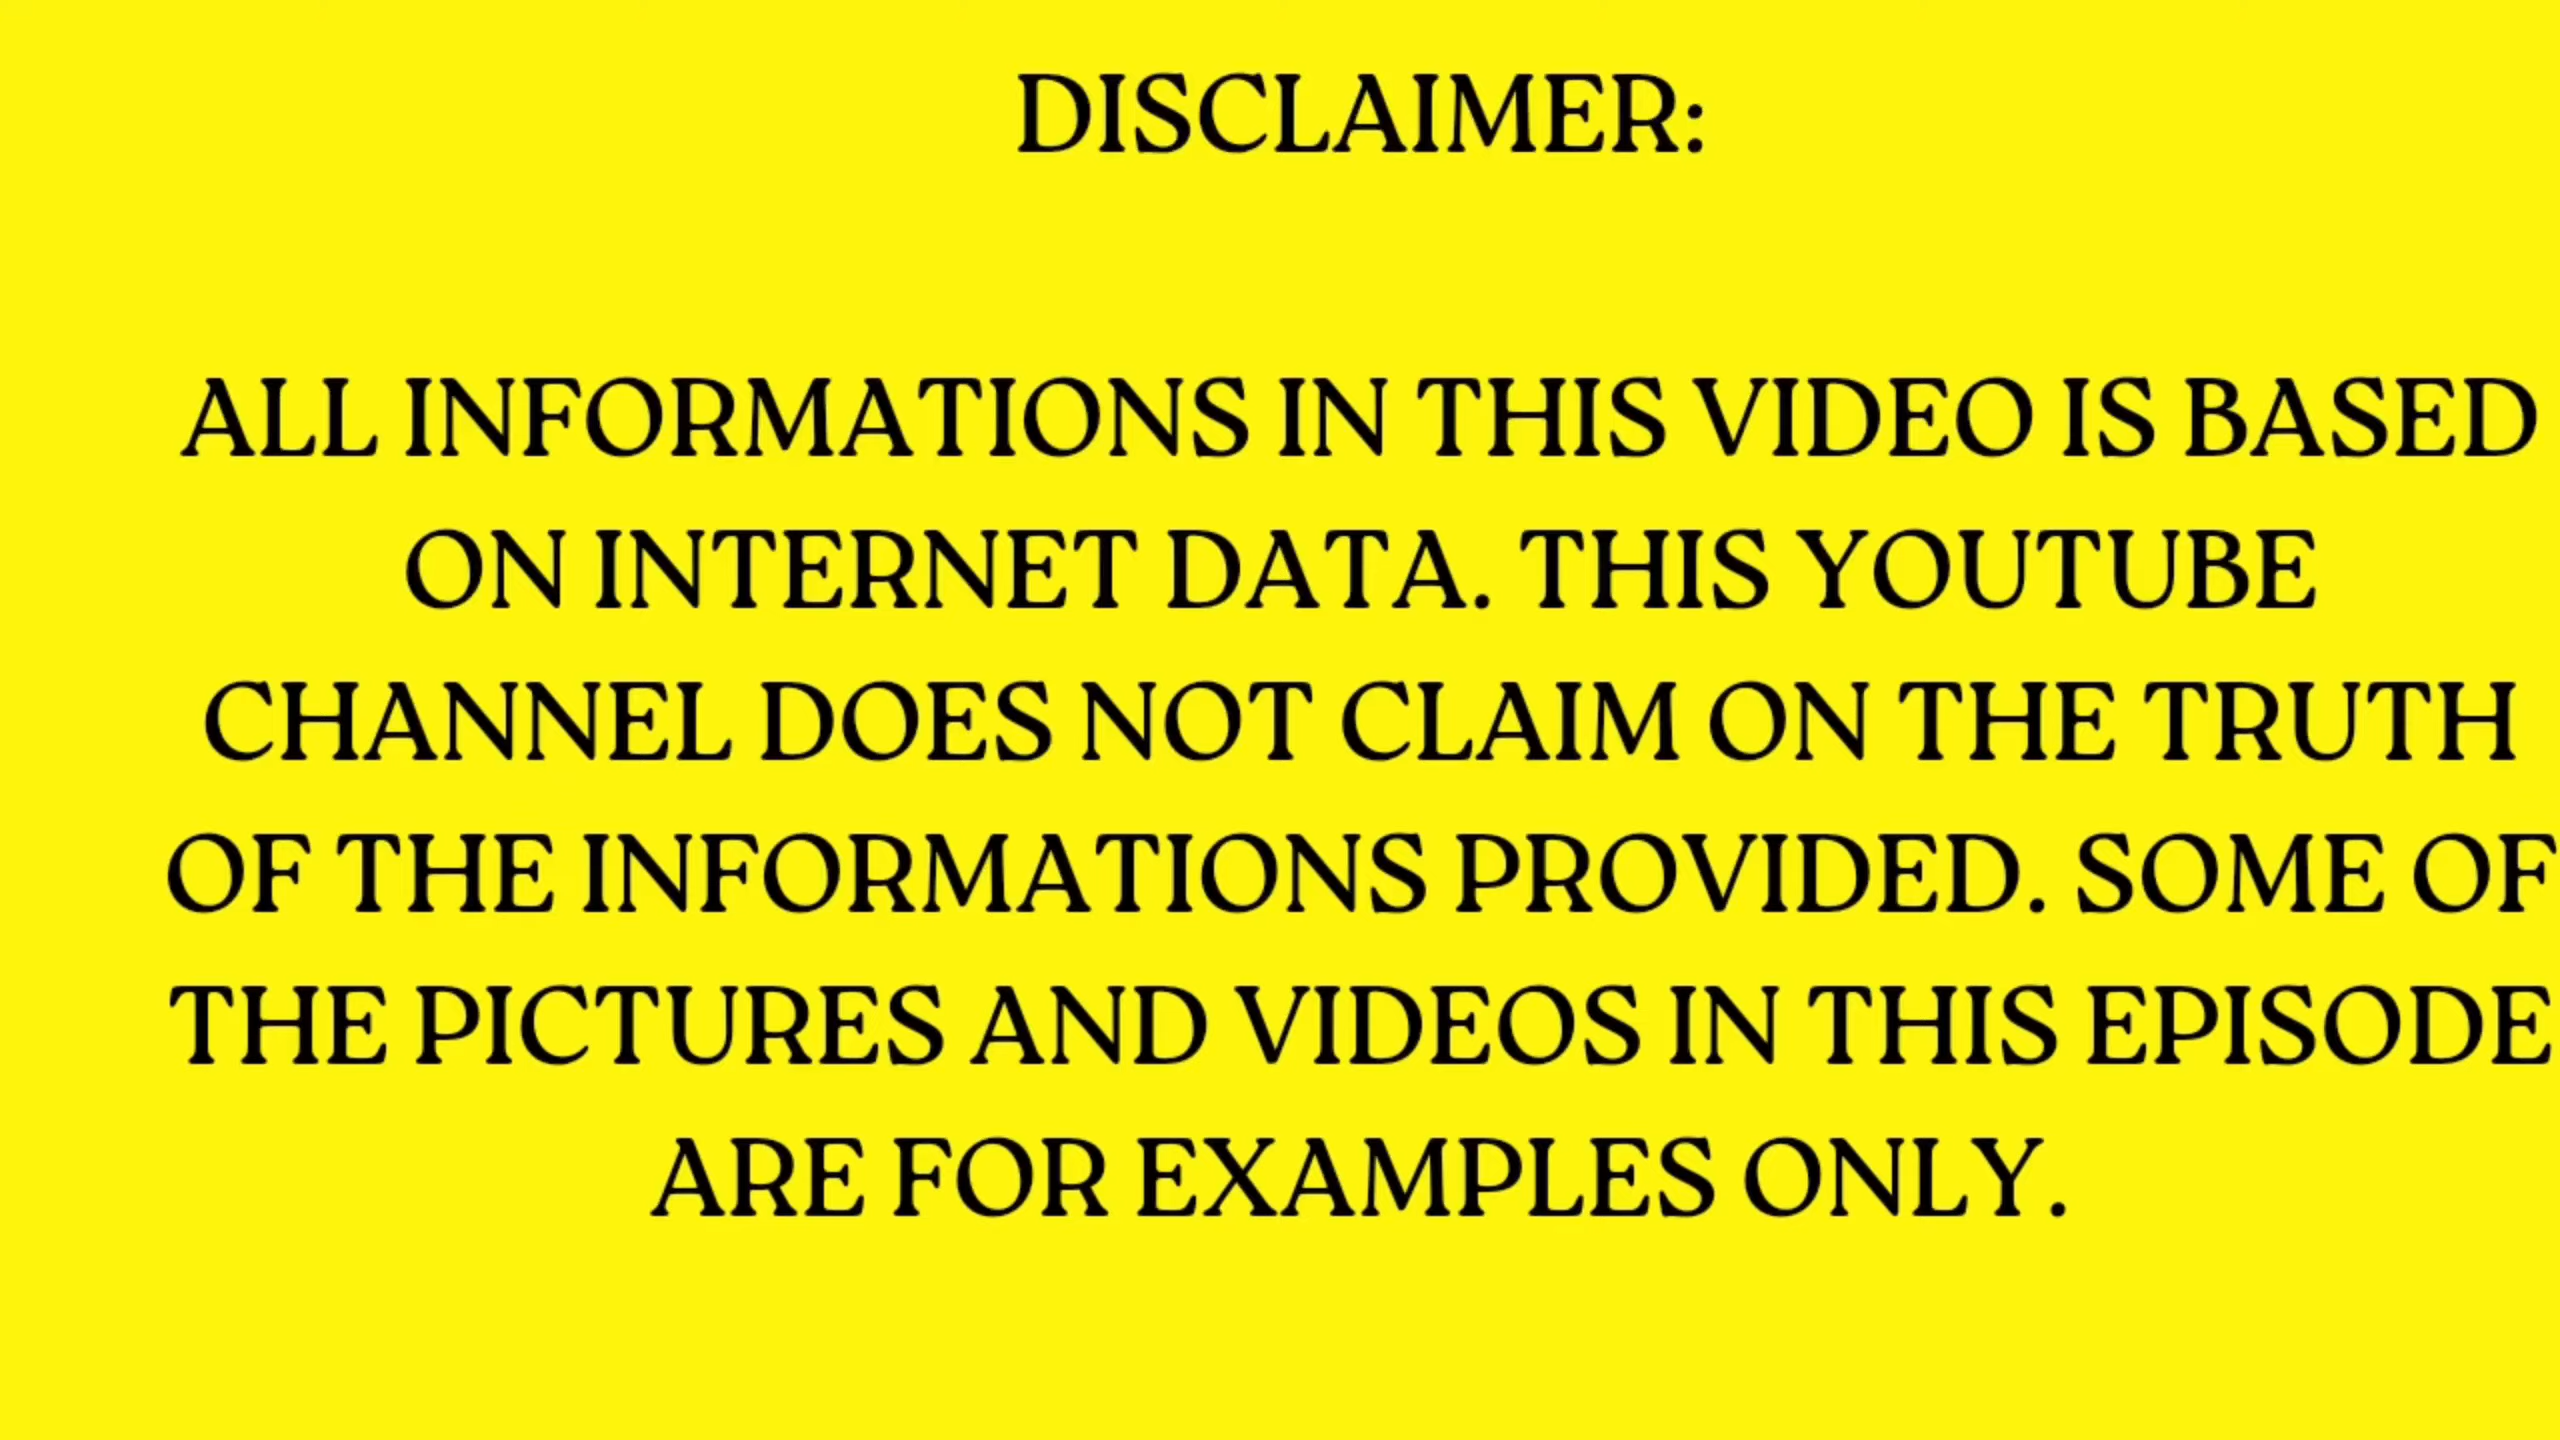 DISCLAIMER:
ALL INFORMATIONS IN THIS VIDEO IS BASED
ON INTERNET DATA. THIS YOUTUBE
CHANNEL DOES NOT CLAIM ON THE TRUTH
OF THE INFORMATIONS PROVIDED. SOME OF
THE PICTURES AND VIDEOS IN THIS EPISODE
ARE FOR EXAMPLES ONLY.